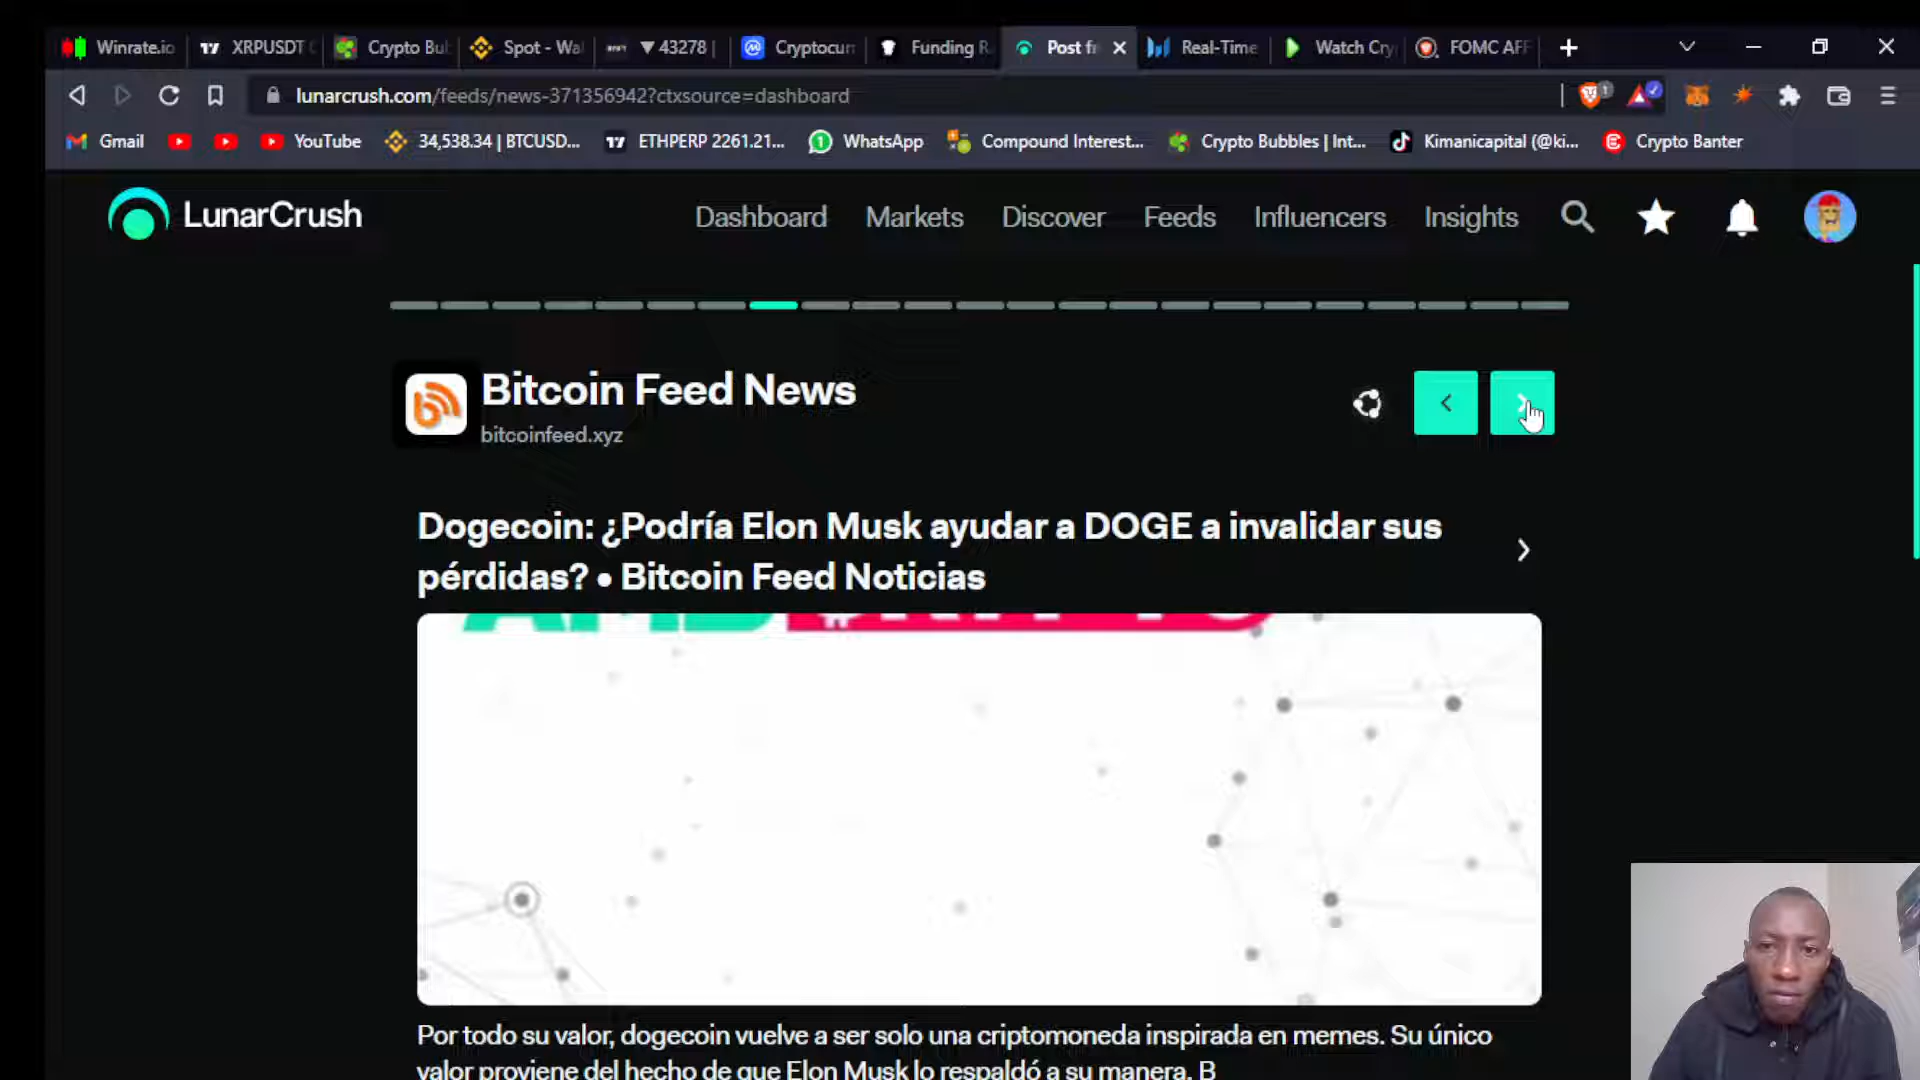 Winrate.io
XRPUSDT
Crypto Bu
Spot - Wa
▼ 43278
Cryptocur
Funding R
Post f
Real-Time
Watch Cry
FOMC AFF
lunarcrush.com/feeds/news-371356942?ctxsource=dashboard
Gmail
YouTube
34,538.34 | BTCUSD...
ETHPERP 2261.21...
WhatsApp
Compound Interest...
Crypto Bubbles | Int...
Kimanicapital (@ki...
Crypto Banter
LunarCrush
Dashboard
Markets
Discover
Feeds
Influencers
Insights
Bitcoin Feed News
bitcoinfeed.xyz
Dogecoin: ¿Podría Elon Musk ayudar a DOGE a invalidar sus
pérdidas? • Bitcoin Feed Noticias
Por todo su valor, dogecoin vuelve a ser solo una criptomoneda inspirada en memes. Su único
valor proviene del hecho de que Elon Musk lo respaldó a su manera. B